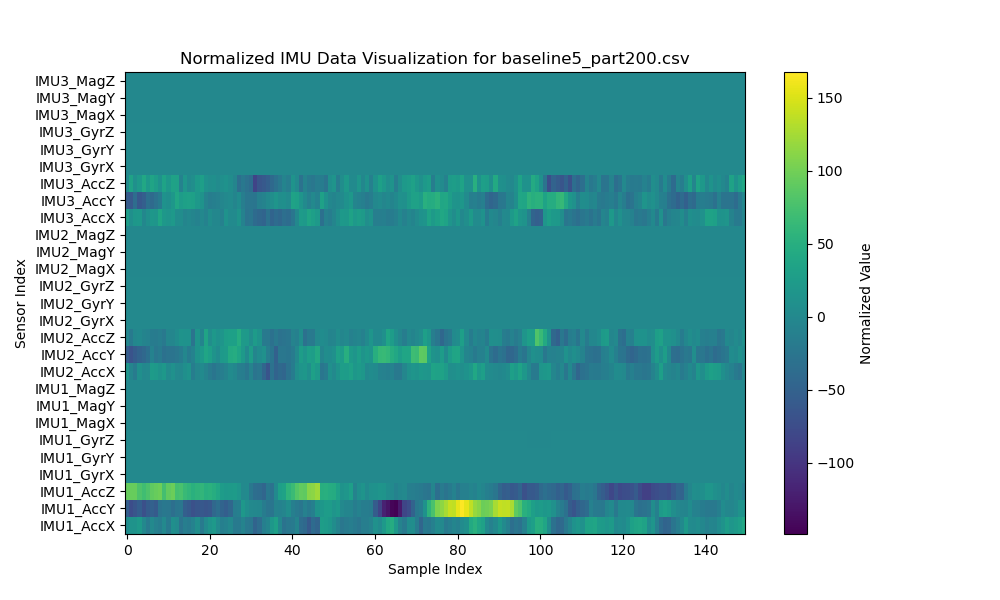 Normalized IMU Data Visualization for baseline5_part200.csv
IMU3_MagZ
IMU3_MagY
IMU3_MagX
IMU3_GyrZ
IMU3_GyrY
IMU3_GyrX
IMU3_AccZ
IMU3_AccY
IMU3_AccX
IMU2_MagZ
IMU2_MagY
IMU2_MagX
IMU2_GyrZ
IMU2_GyrY
IMU2_GyrX
IMU2_AccZ
IMU2_AccY
IMU2_AccX
IMU1_MagZ
IMU1_MagY
IMU1_MagX
IMU1_GyrZ
IMU1_GyrY
IMU1_GyrX
IMU1_AccZ
IMU1_AccY
IMU1_AccX
Sensor Index
0 20 40 60 80 100 120 140
Sample Index
150
100
50
0
−50
−100
Normalized Value